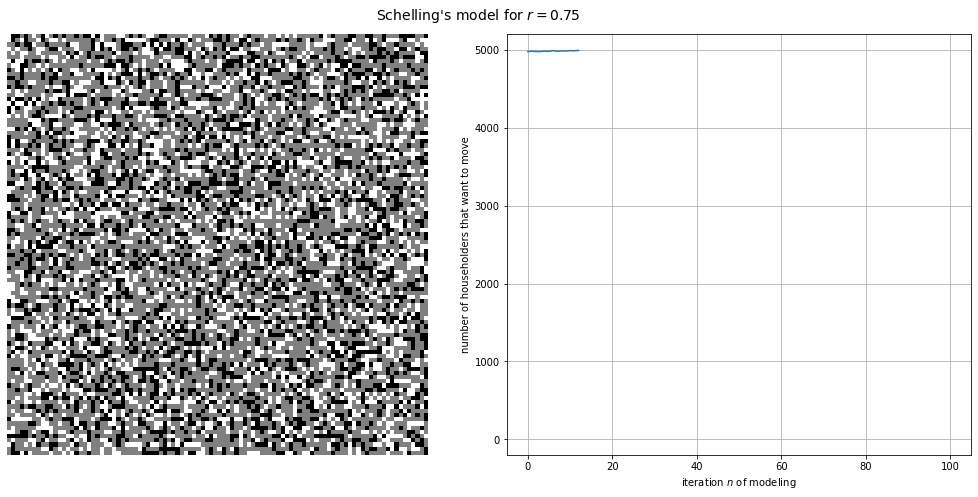 Schelling's model for r = 0.75
number of householders that want to move
5000
4000
3000
2000
1000
0
0 20 40 60 80 100
iteration n of modeling